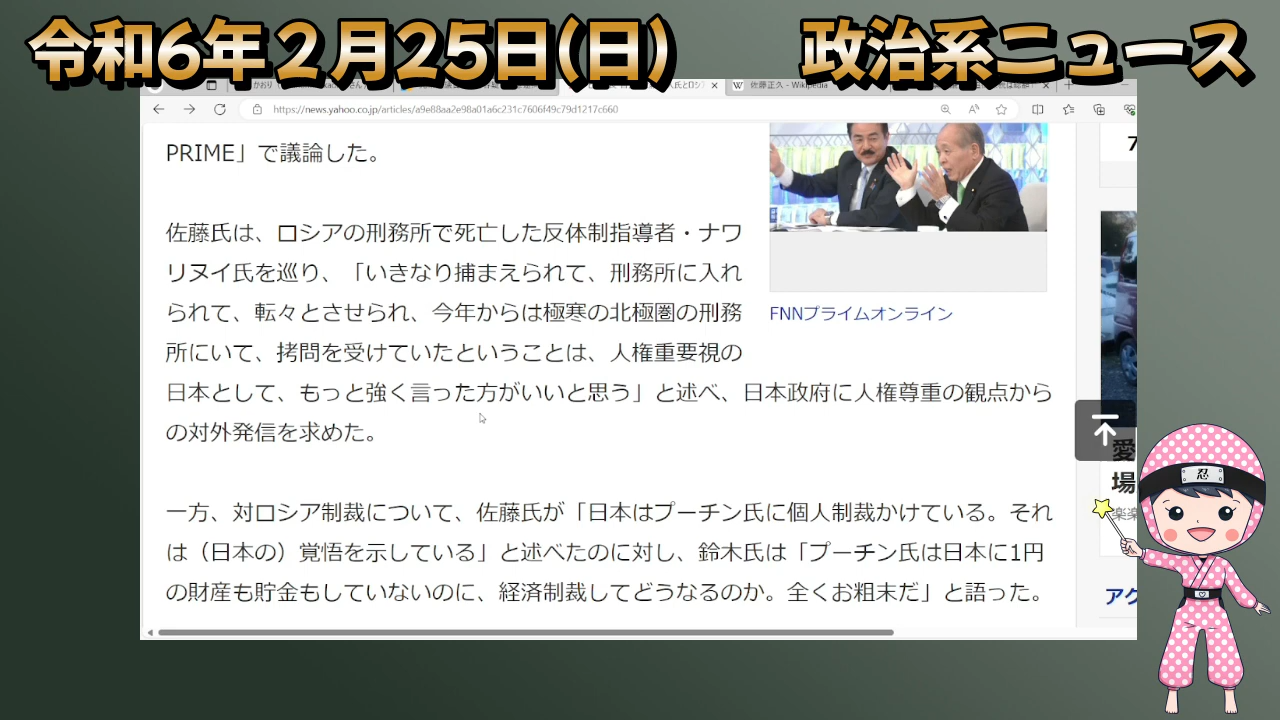 令和6年２月25日(日)
政治系ニュース
佐藤正久 - Wikipedia
https://news.yahoo.co.jp/articles/a9e88aa2e98a01a6c231c7606f49c79d1217c660
PRIME」で議論した。
佐藤氏は、ロシアの刑務所で死亡した反体制指導者・ナワ
リヌイ氏を巡り、「いきなり捕まえられて、刑務所に入れ
られて、転々とさせられ、今年からは極寒の北極圏の刑務
所にいて、拷問を受けていたということは、人権重要視の
日本として、もっと強く言った方がいいと思う」と述べ、日本政府に人権尊重の観点から
の対外発信を求めた。
FNNプライムオンライン
一方、対ロシア制裁について、佐藤氏が「日本はプーチン氏に個人制裁かけている。それ
は（日本の）覚悟を示している」と述べたのに対し、鈴木氏は「プーチン氏は日本に1円
の財産も貯金もしていないのに、経済制裁してどうなるのか。全くお粗末だ」と語った。
7
愛
場
楽楽
アク
忍